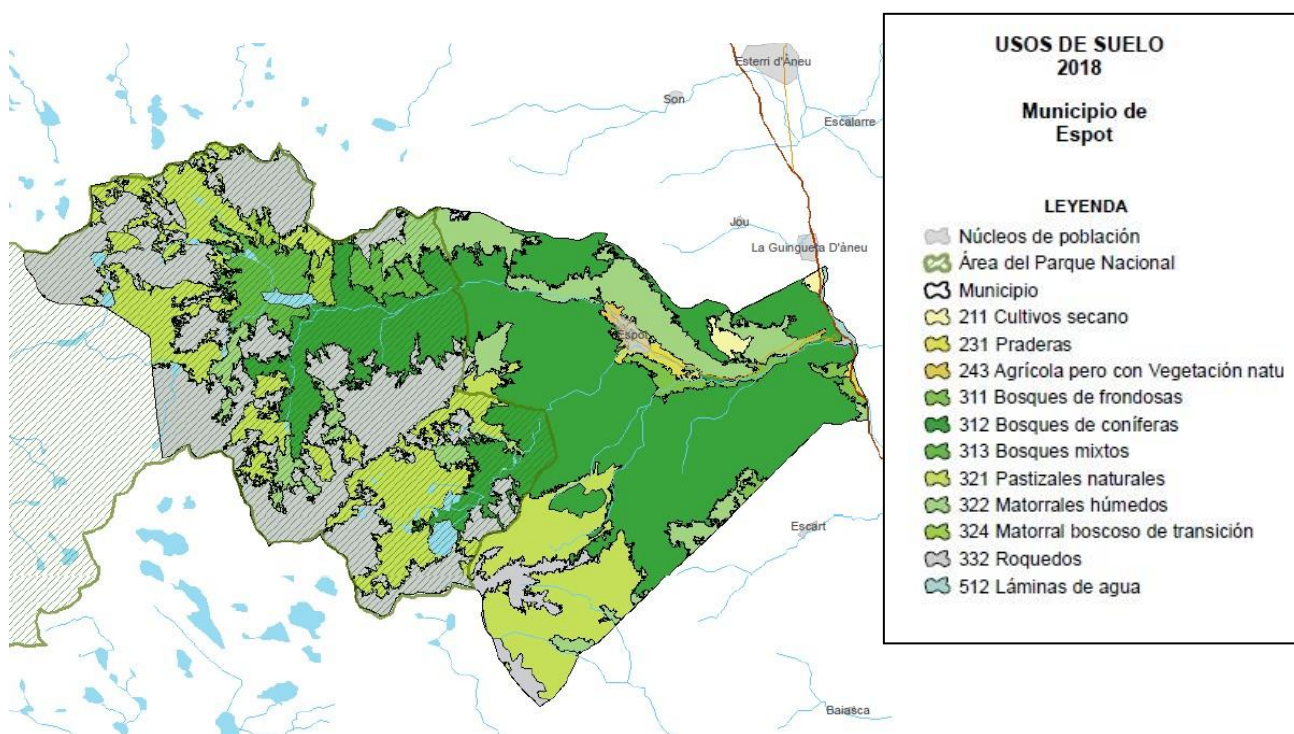 Esterri d'Àneu
Son
Escalarre
Jou
La Guingueta D'àneu
Espot
Escart
Baiasca
USOS DE SUELO
2018
Municipio de
Espot
LEYENDA
Núcleos de población
Área del Parque Nacional
Municipio
211 Cultivos secano
231 Praderas
243 Agrícola pero con Vegetación natu
311 Bosques de frondosas
312 Bosques de coníferas
313 Bosques mixtos
321 Pastizales naturales
322 Matorrales húmedos
324 Matorral boscoso de transición
332 Roquedos
512 Láminas de agua